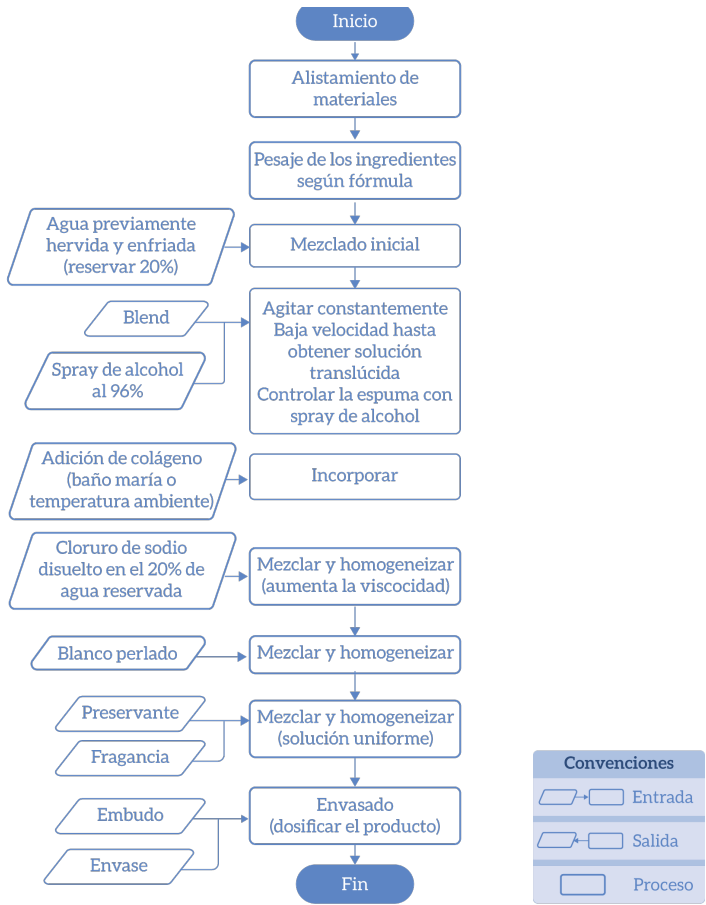 Inicio
Alistamiento de
materiales
Pesaje de los ingredientes
según fórmula
Agua previamente
hervida y enfriada
(reservar 20%)
Mezclado inicial
Blend
Spray de alcohol
al 96%
Agitar constantemente
Baja velocidad hasta
obtener solución
translúcida
Controlar la espuma con
spray de alcohol
Adición de colágeno
(baño maría o
temperatura ambiente)
Incorporar
Cloruro de sodio
disuelto en el 20% de
agua reservada
Mezclar y homogeneizar
(aumenta la viscocidad)
Blanco perlado
Mezclar y homogeneizar
Preservante
Fragancia
Mezclar y homogeneizar
(solución uniforme)
Embudo
Envase
Envasado
(dosificar el producto)
Fin
Convenciones
Entrada
Salida
Proceso